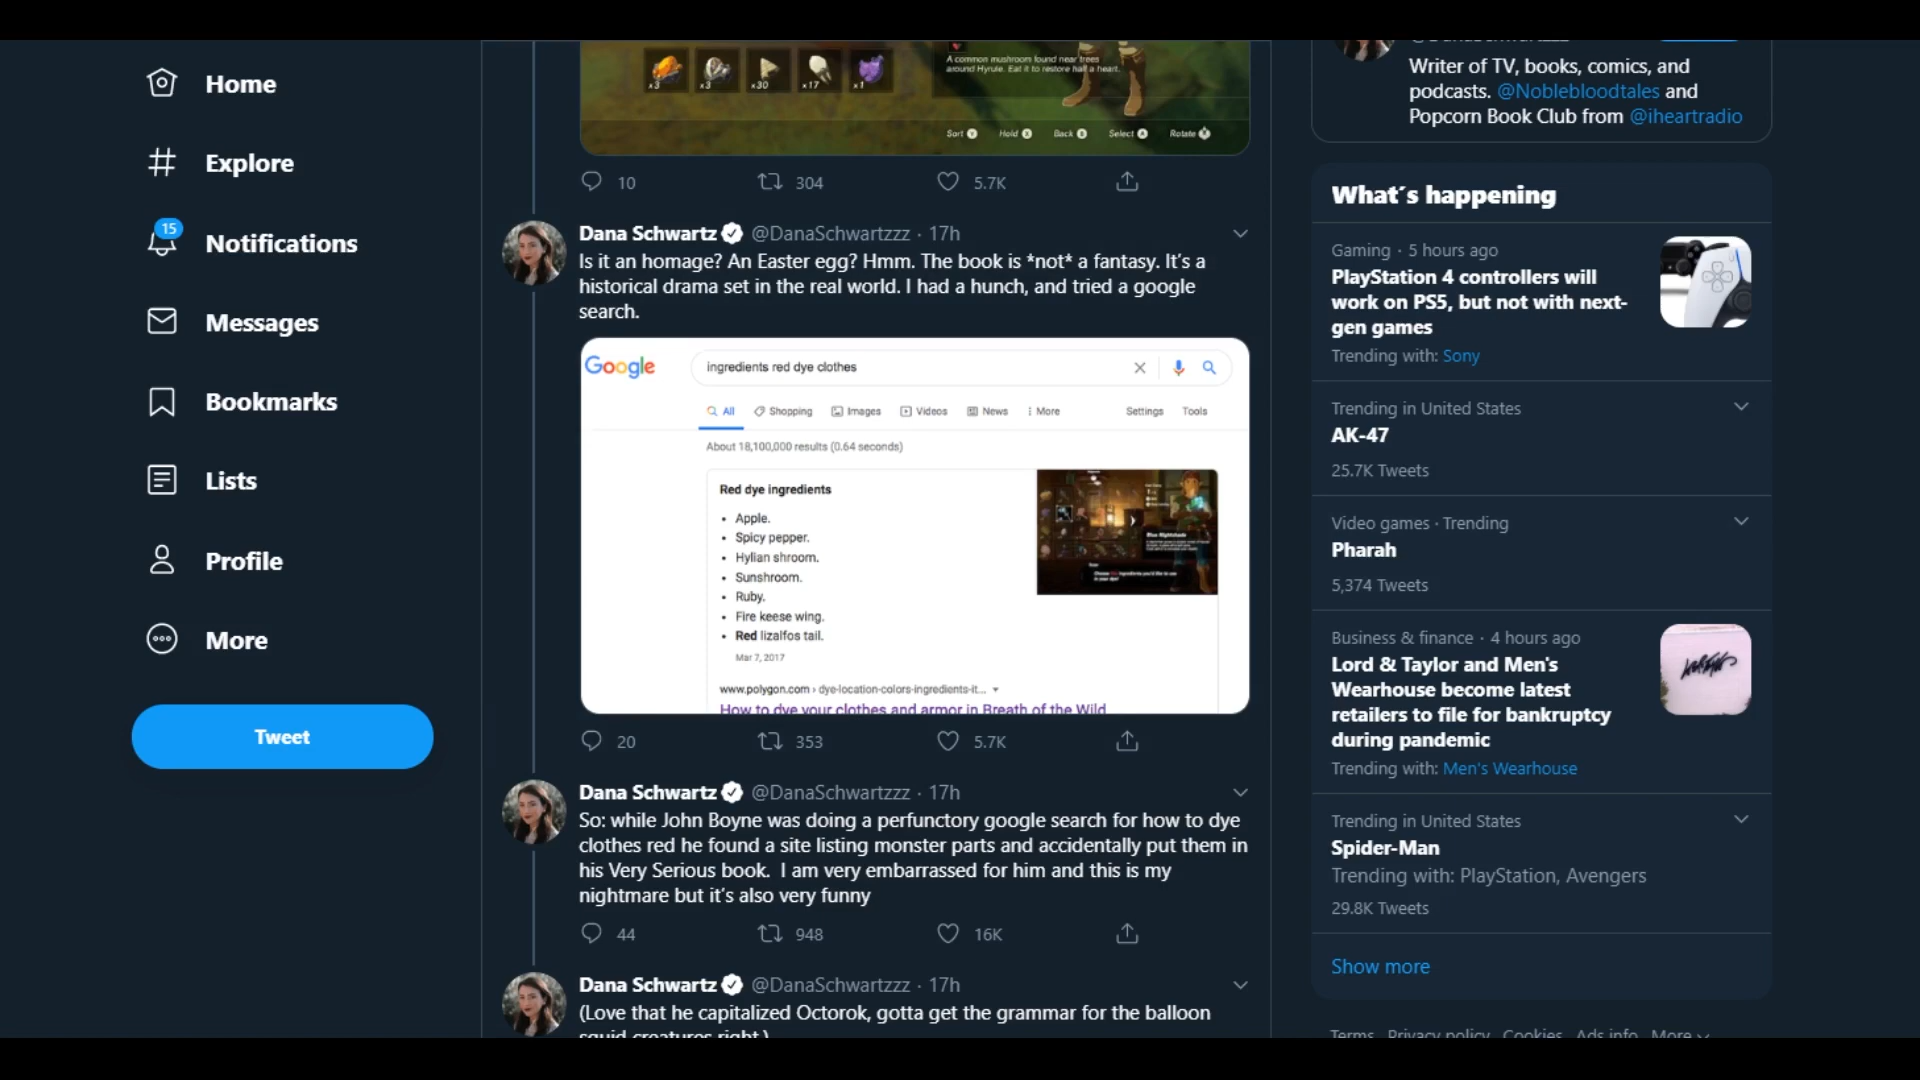 Home
Explore
15
Notifications
Messages
Bookmarks
Lists
Profile
More
Tweet
x3
x3
x30
x17
x1
A common mushroom found near trees
around Hyrule. Eat it to restore half a heart.
Sort Y Hold X Back B Select A Rotate
10 304 5.7K
Dana Schwartz @DanaSchwartzzz · 17h
Is it an homage? An Easter egg? Hmm. The book is *not* a fantasy. It's a
historical drama set in the real world. I had a hunch, and tried a google
search.
Google
ingredients red dye clothes
All Shopping Images Videos News More Settings Tools
About 18,100,000 results (0.64 seconds)
Red dye ingredients
• Apple.
• Spicy pepper.
• Hylian shroom.
• Sunshroom.
• Ruby.
• Fire keese wing.
• Red lizalfos tail.
Mar 7, 2017
www.polygon.com › dye-location-colors-ingredients-it...
How to dye your clothes and armor in Breath of the Wild
20 353 5.7K
Dana Schwartz @DanaSchwartzzz · 17h
So: while John Boyne was doing a perfunctory google search for how to dye
clothes red he found a site listing monster parts and accidentally put them in
his Very Serious book. I am very embarrassed for him and this is my
nightmare but it's also very funny
44 948 16K
Dana Schwartz @DanaSchwartzzz · 17h
(Love that he capitalized Octorok, gotta get the grammar for the balloon
squid creatures right.)
@DanaSchwartzzz
Writer of TV, books, comics, and
podcasts. @Noblebloodtales and
Popcorn Book Club from @iheartradio
What´s happening
Gaming · 5 hours ago
PlayStation 4 controllers will
work on PS5, but not with next-
gen games
Trending with: Sony
Trending in United States
AK-47
25.7K Tweets
Video games · Trending
Pharah
5,374 Tweets
Business & finance · 4 hours ago
Lord & Taylor and Men's
Wearhouse become latest
retailers to file for bankruptcy
during pandemic
Trending with: Men's Wearhouse
Trending in United States
Spider-Man
Trending with: PlayStation, Avengers
29.8K Tweets
Show more
Terms Privacy policy Cookies Ads info More